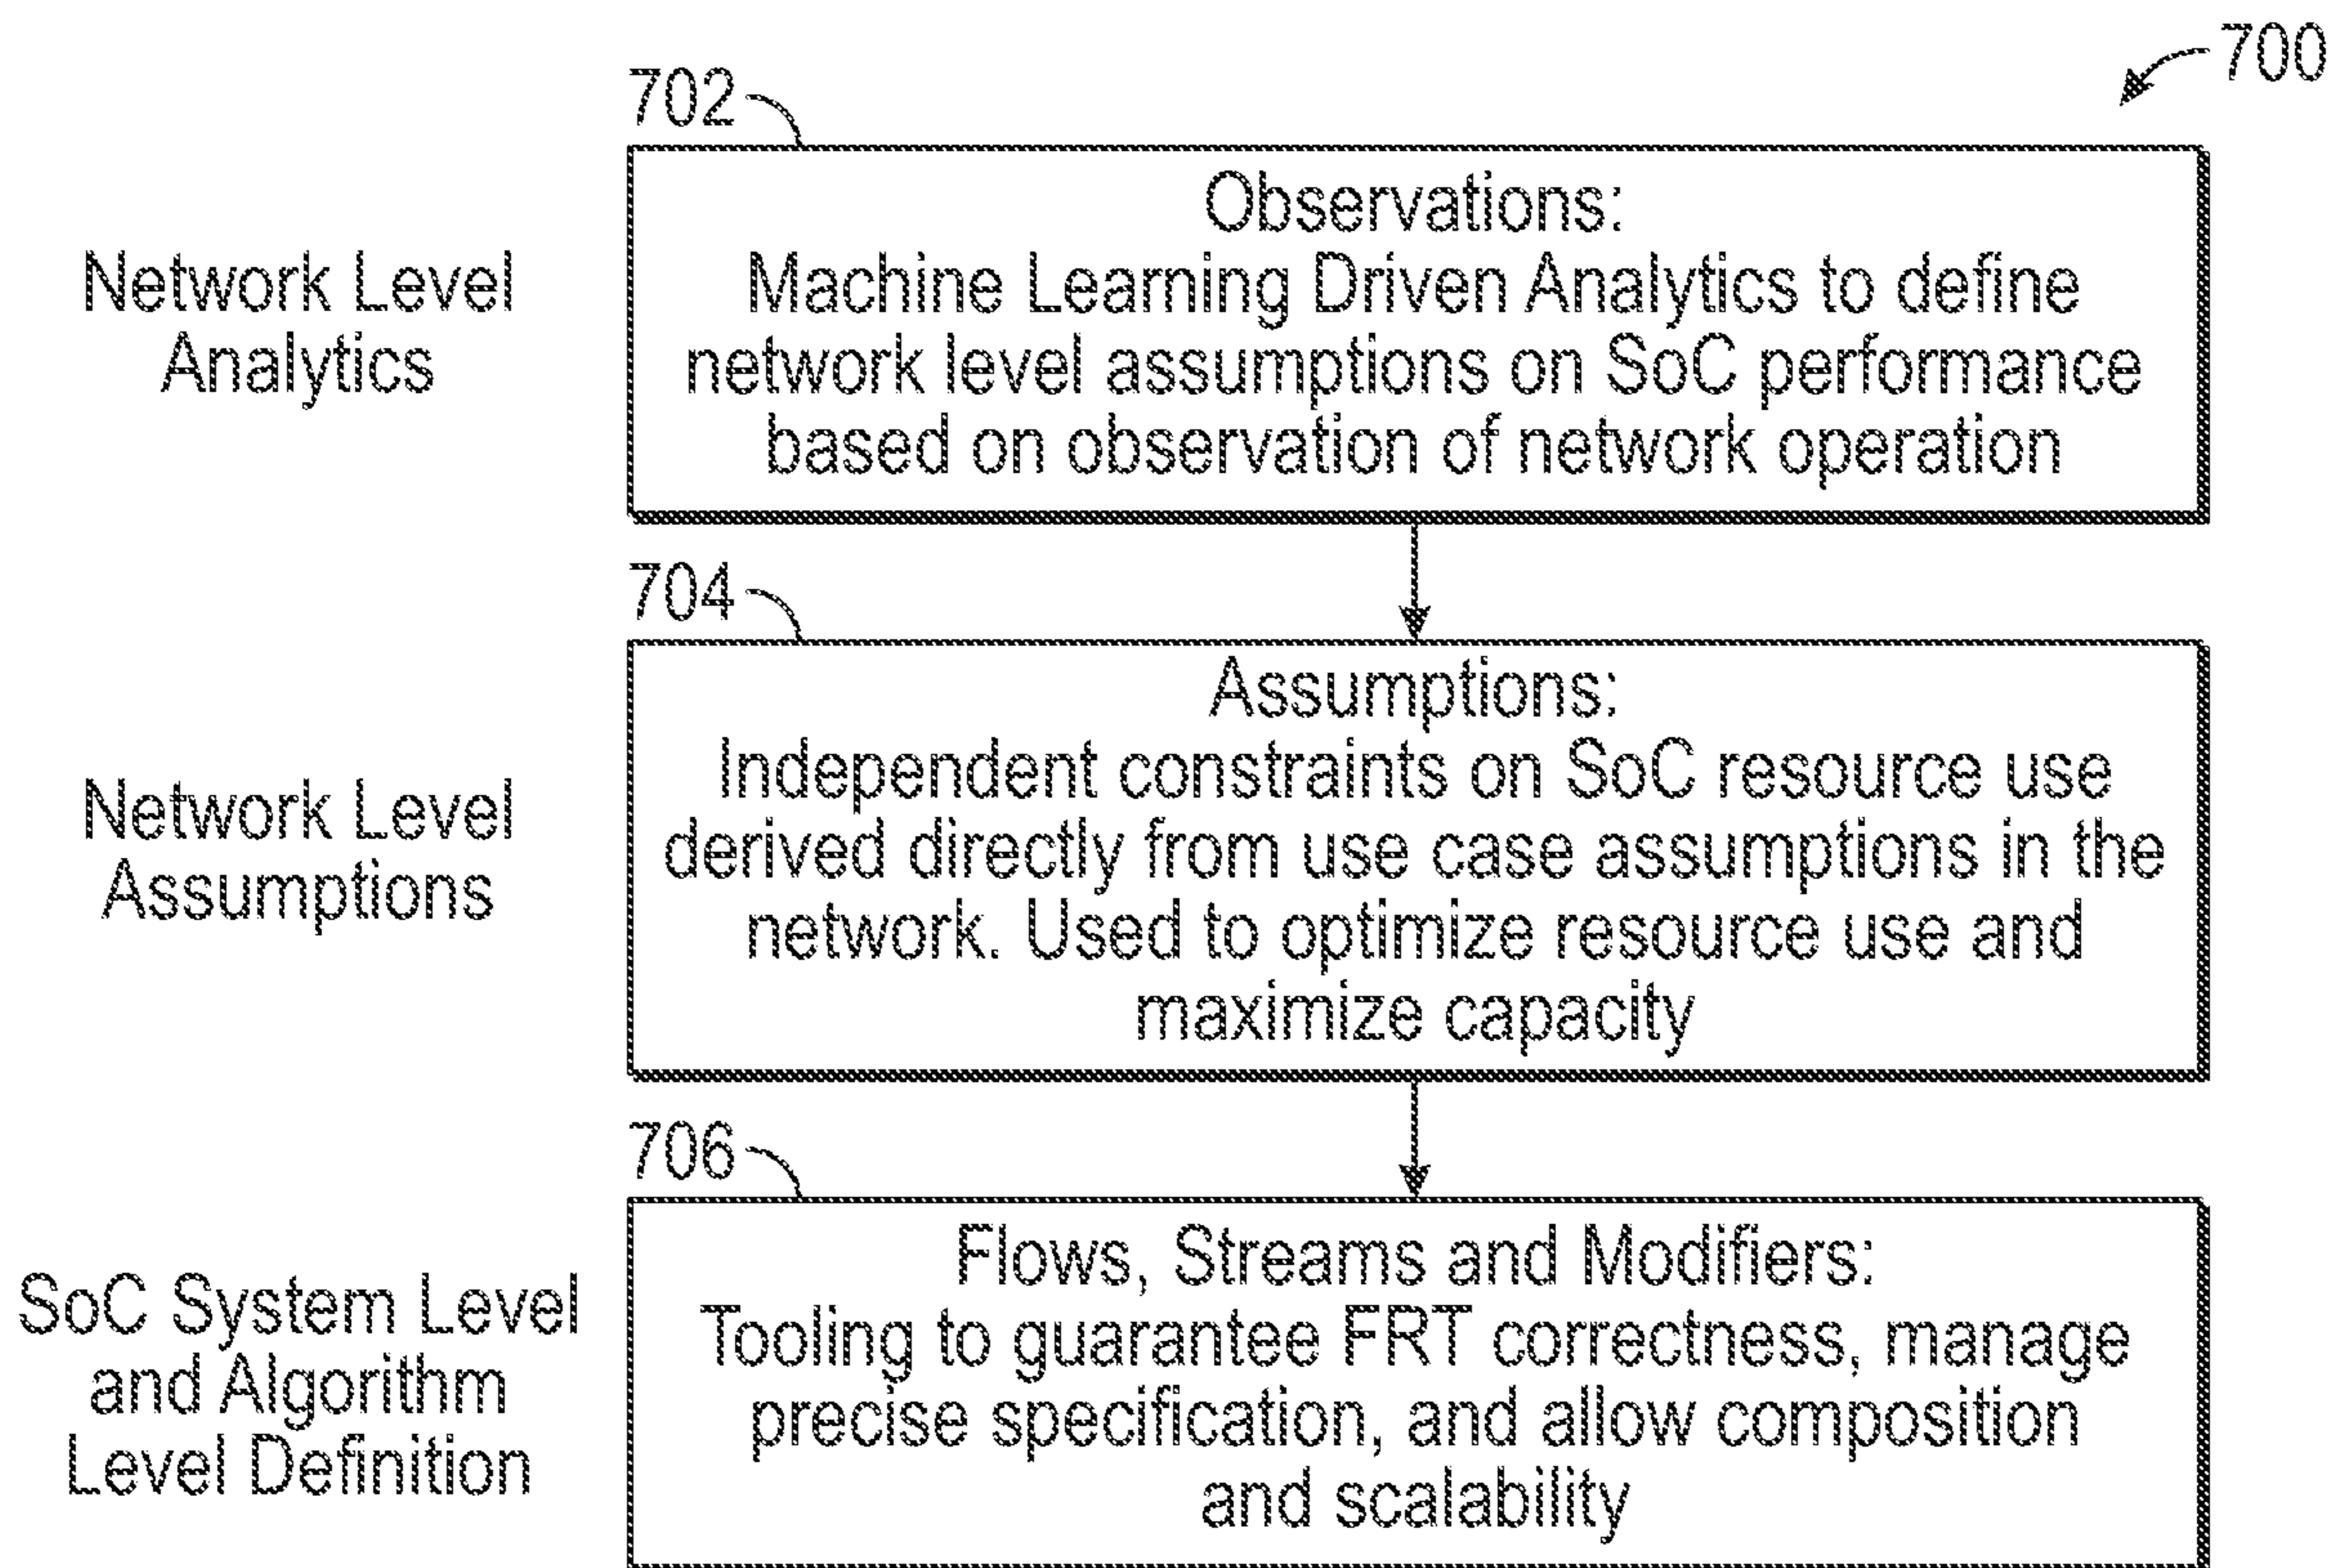 700
702
Network Level
Analytics
Observations:
Machine Learning Driven Analytics to define
network level assumptions on SoC performance
based on observation of network operation
704
Network Level
Assumptions
Assumptions:
Independent constraints on SoC resource use
derived directly from use case assumptions in the
network. Used to optimize resource use and
maximize capacity
706
SoC System Level
and Algorithm
Level Definition
Flows, Streams and Modifiers:
Tooling to guarantee FRT correctness, manage
precise specification, and allow composition
and scalability